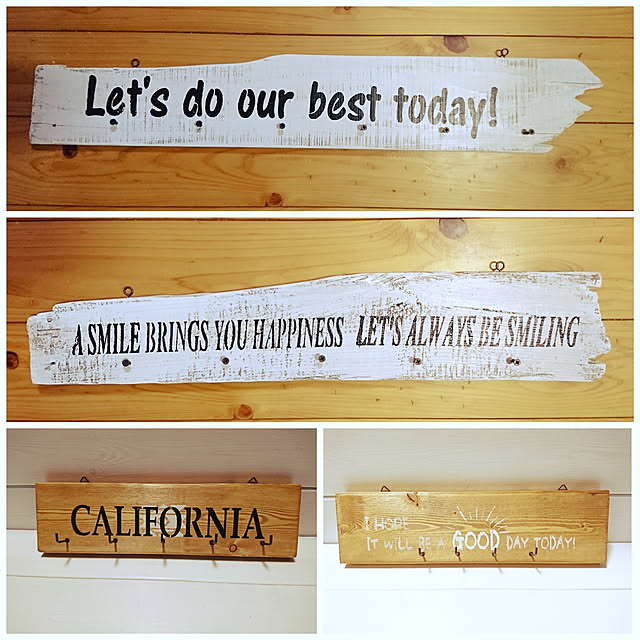 Let's do our best today!
A SMILE BRINGS YOU HAPPINESS LET'S ALWAYS BE SMILING
CALIFORNIA
I HOPE
IT WILL BE A GOOD DAY TODAY!